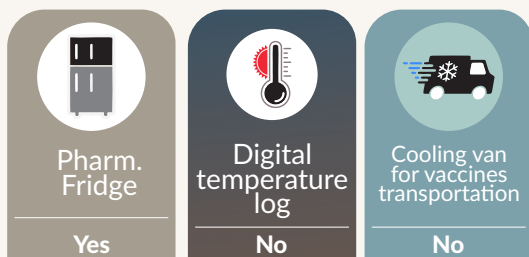 Pharm.
Fridge
Yes
Digital
temperature
log
No
Cooling van
for vaccines
transportation
No